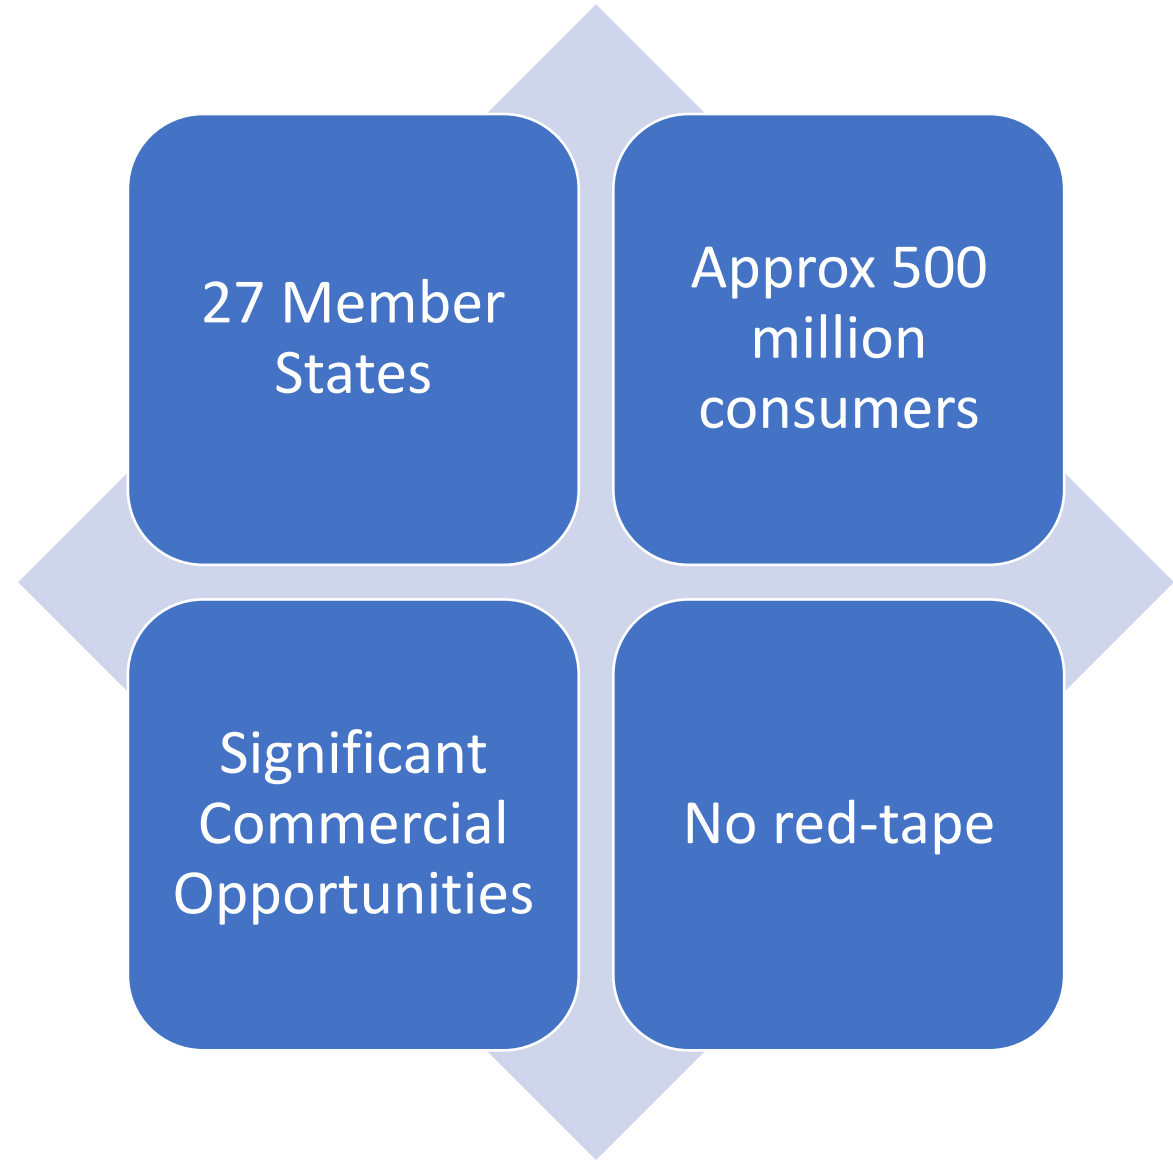 27 Member
States
Approx 500
million
consumers
Significant
Commercial
Opportunities
No red-tape